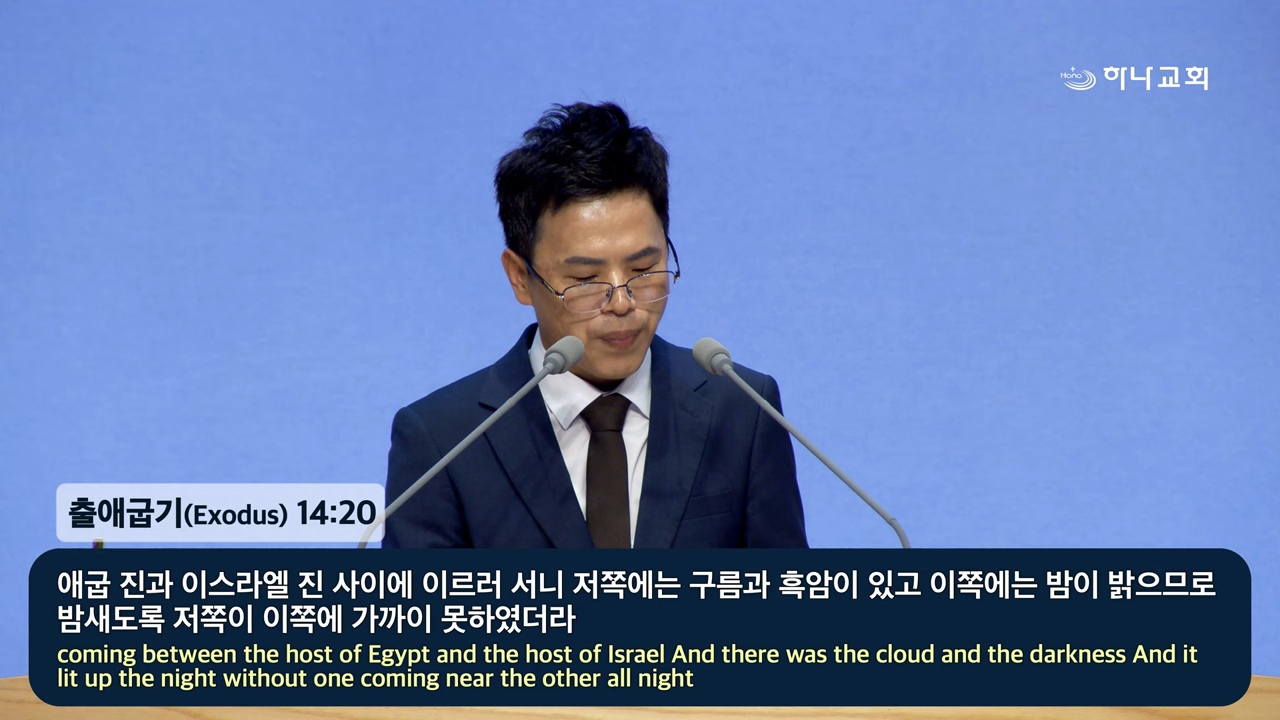 Hana 하나교회
출애굽기(Exodus) 14:20
애굽 진과 이스라엘 진 사이에 이르러 서니 저쪽에는 구름과 흑암이 있고 이쪽에는 밤이 밝으므로
밤새도록 저쪽이 이쪽에 가까이 못하였더라
coming between the host of Egypt and the host of Israel And there was the cloud and the darkness And it
lit up the night without one coming near the other all night